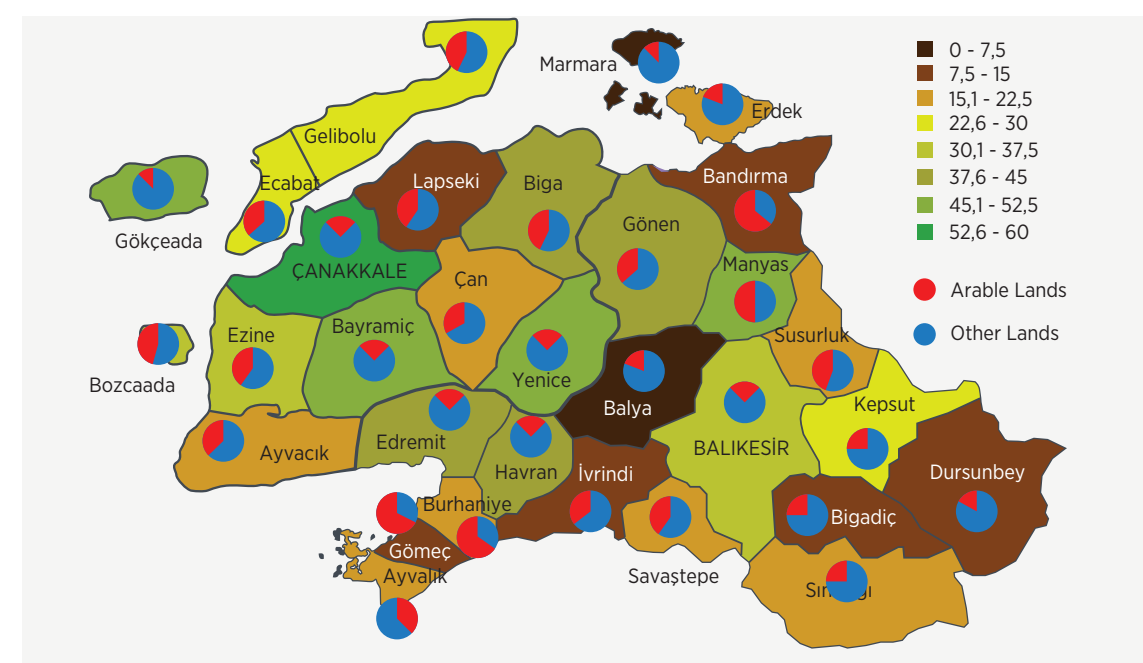 Marmara
Erdek
Gelibolu
Ecabat
Gökçeada
Lapseki
Biga
Bandırma
Gönen
Manyas
ÇANAKKALE
Çan
Ezine
Bayramiç
Yenice
Susurluk
Bozcaada
Balya
Kepsut
Ayvacık
Edremit
Havran
İvrindi
BALIKESİR
Dursunbey
Burhaniye
Bigadiç
Gömeç
Ayvalık
Savaştepe
0 - 7,5
7,5 - 15
15,1 - 22,5
22,6 - 30
30,1 - 37,5
37,6 - 45
45,1 - 52,5
52,6 - 60
Arable Lands
Other Lands